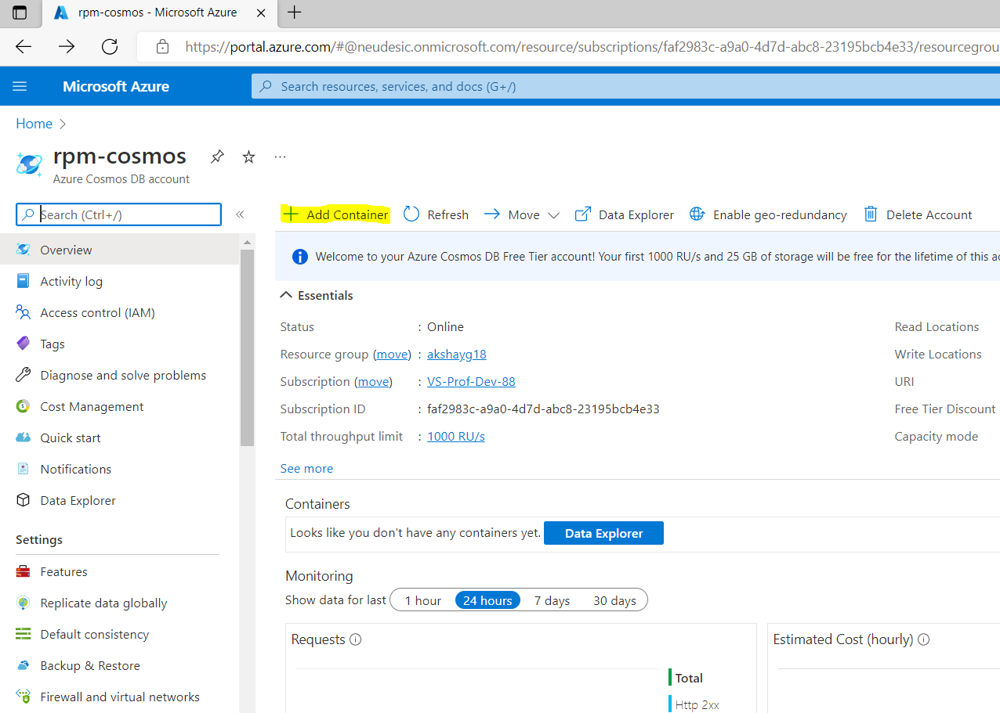 rpm-cosmos - Microsoft Azure
https://portal.azure.com/#@neudesic.onmicrosoft.com/resource/subscriptions/faf2983c-a9a0-4d7d-abc8-23195bcb4e33/resourcegrou
Microsoft Azure
Search resources, services, and docs (G+/)
Home
rpm-cosmos
Azure Cosmos DB account
Search (Ctrl+/)
Add Container Refresh Move Data Explorer Enable geo-redundancy Delete Account
Overview
Activity log
Access control (IAM)
Tags
Diagnose and solve problems
Cost Management
Quick start
Notifications
Data Explorer
Settings
Features
Replicate data globally
Default consistency
Backup & Restore
Firewall and virtual networks
Welcome to your Azure Cosmos DB Free Tier account! Your first 1000 RU/s and 25 GB of storage will be free for the lifetime of this
Essentials
Status : Online
Resource group (move) : akshayg18
Subscription (move) : VS-Prof-Dev-88
Subscription ID : faf2983c-a9a0-4d7d-abc8-23195bcb4e33
Total throughput limit : 1000 RU/s
See more
Read Locations
Write Locations
URI
Free Tier Discount
Capacity mode
Containers
Looks like you don't have any containers yet. Data Explorer
Monitoring
Show data for last 1 hour 24 hours 7 days 30 days
Requests
Total
Http 2xx
Estimated Cost (hourly)